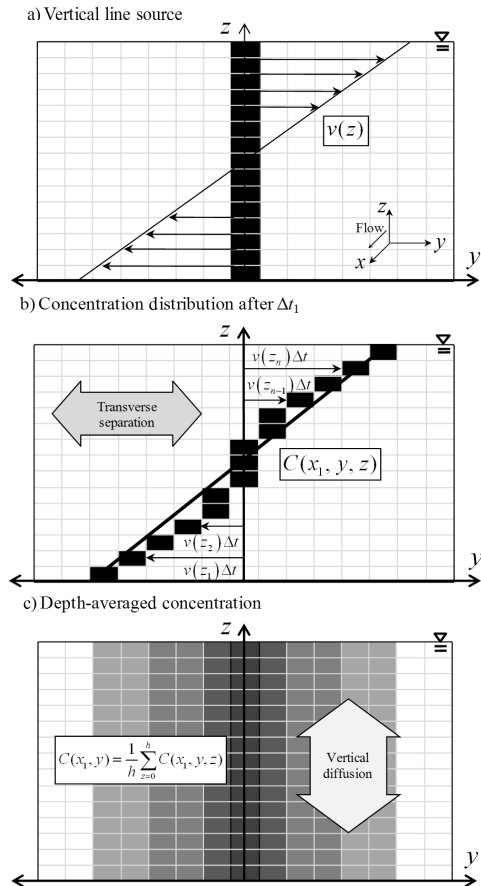 a) Vertical line source
z
v(z)
z
Flow
y
x
y
b) Concentration distribution after Δt₁
z
v(zₙ)Δt
v(zₙ₋₁)Δt
Transverse
separation
C(x₁, y, z)
v(z₂)Δt
v(z₁)Δt
y
c) Depth-averaged concentration
z
C(x₁, y) = 1/h ∑_{z=0}^{h} C(x₁, y, z)
Vertical
diffusion
y